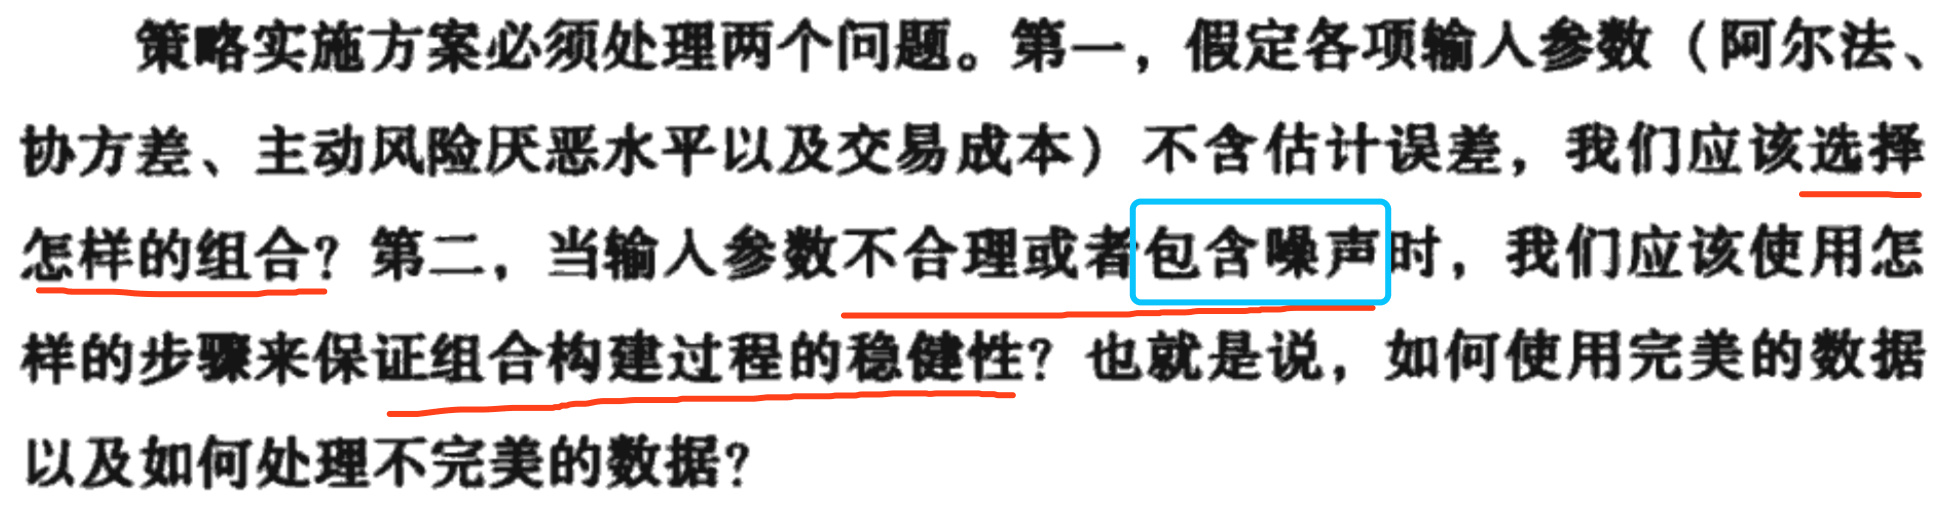 策略实施方案必须处理两个问题。第一，假定各项输入参数（阿尔法、
协方差、主动风险厌恶水平以及交易成本）不含估计误差，我们应该选择
怎样的组合？第二，当输入参数不合理或者包含噪声时，我们应该使用怎
样的步骤来保证组合构建过程的稳健性？也就是说，如何使用完美的数据
以及如何处理不完美的数据？